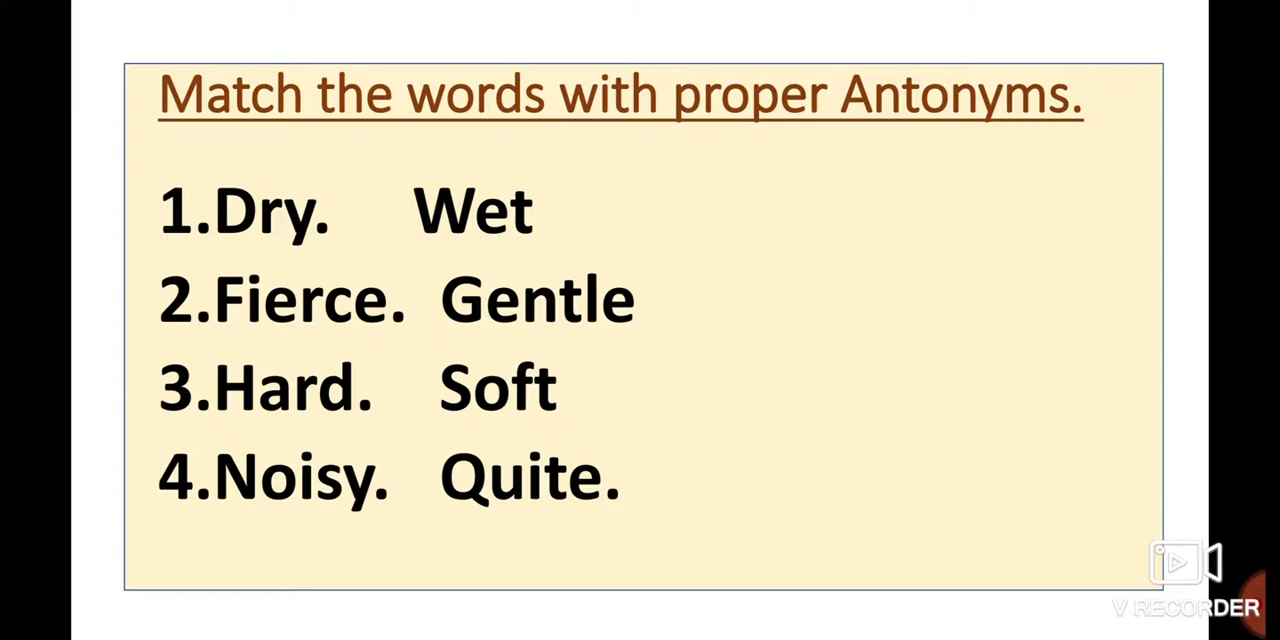 Match the words with proper Antonyms.
1.Dry. Wet
2.Fierce. Gentle
3.Hard. Soft
4.Noisy. Quite.
V RECORDER